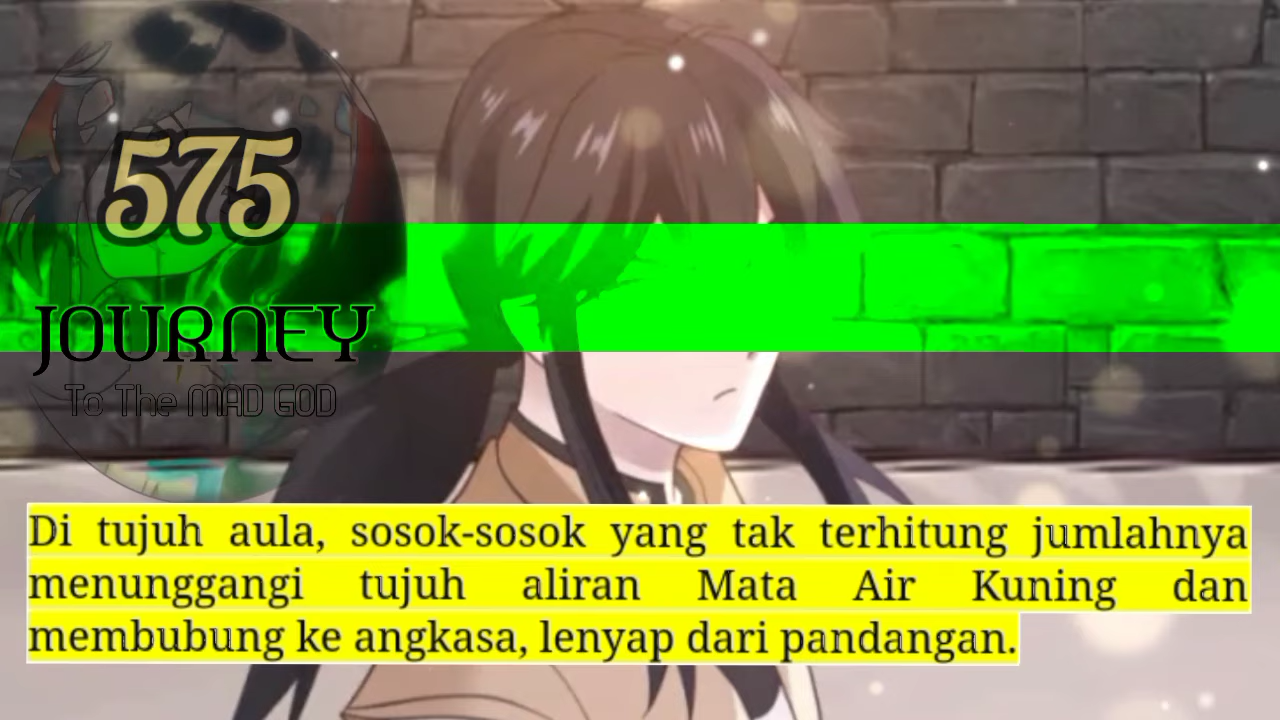 575
JOURNEY
To The MAD GOD
Di tujuh aula, sosok-sosok yang tak terhitung jumlahnya
menunggangi tujuh aliran Mata Air Kuning dan
membubung ke angkasa, lenyap dari pandangan.